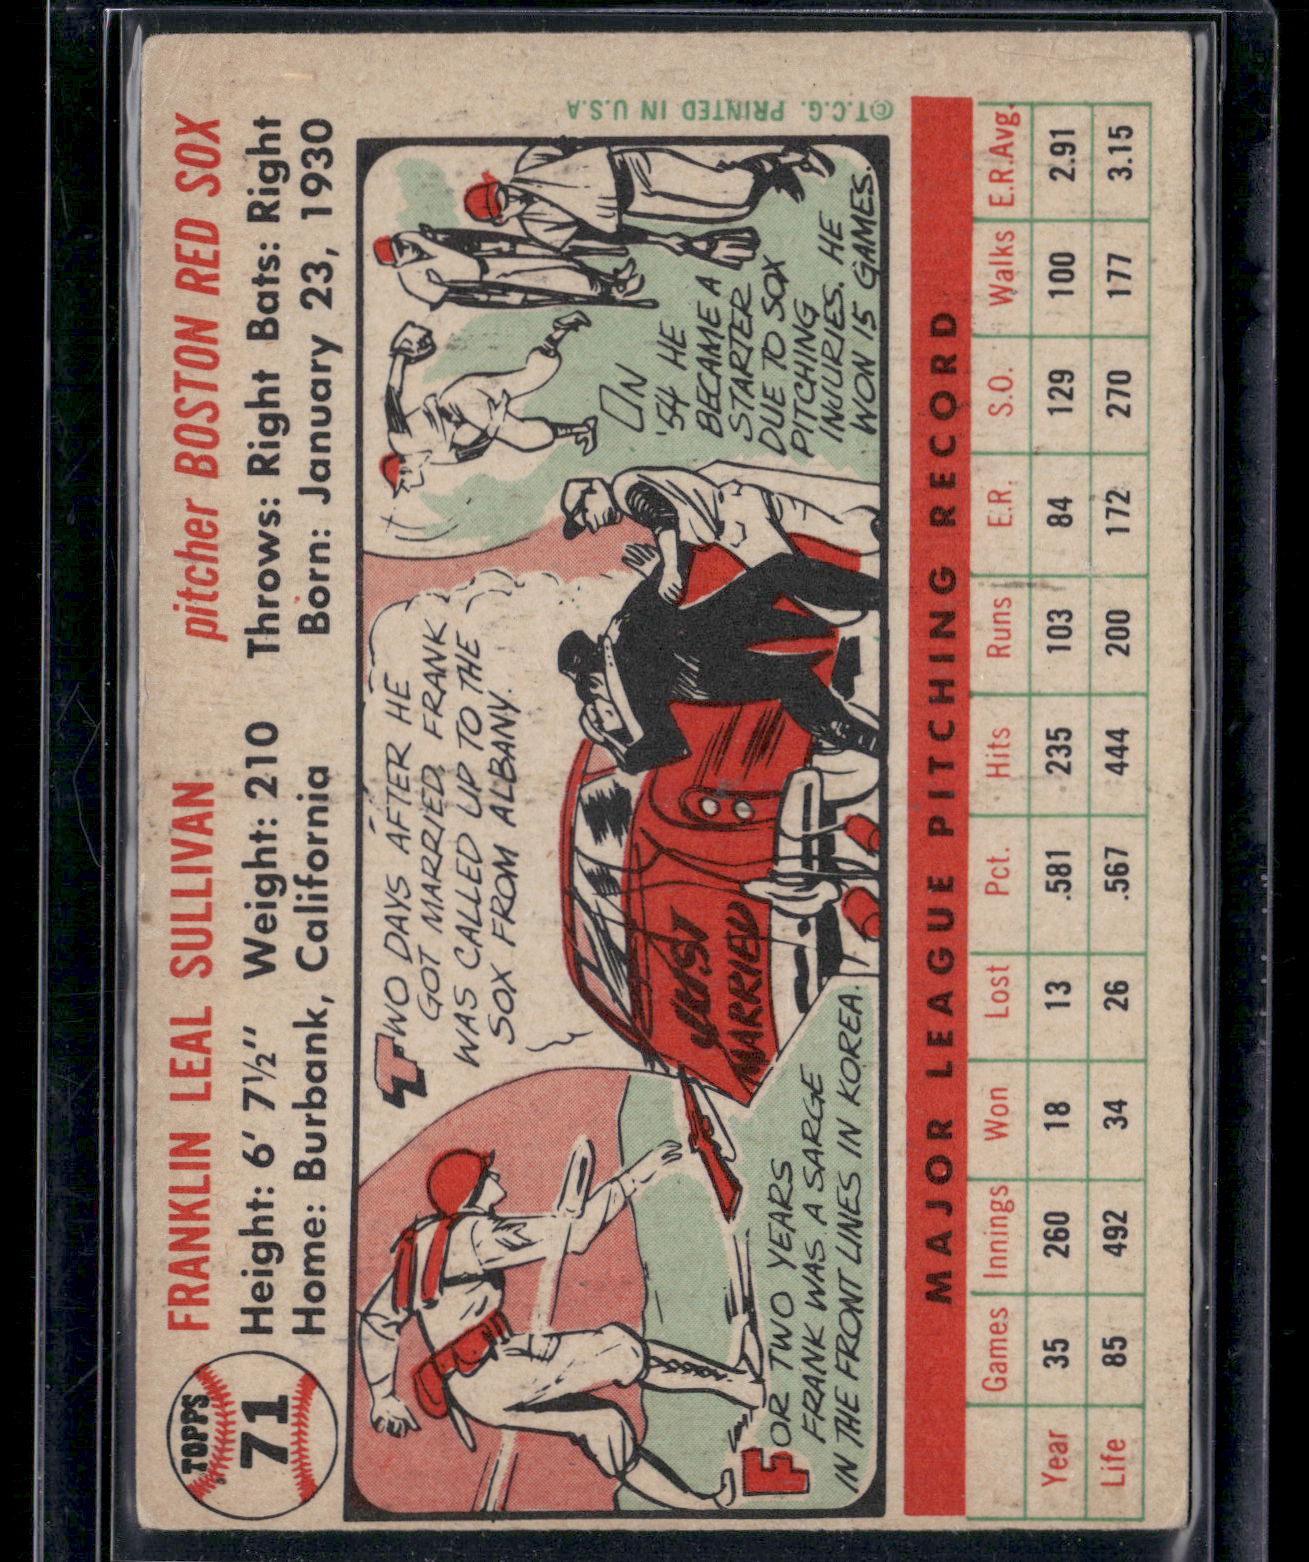 TOPPS
71
FRANKLIN LEAL SULLIVAN pitcher BOSTON RED SOX
Height: 6' 7½" Weight: 210 Throws: Right Bats: Right
Home: Burbank, California Born: January 23, 1930
FOR TWO YEARS
FRANK WAS A SARGE
IN THE FRONT LINES IN KOREA.
TWO DAYS AFTER HE
GOT MARRIED, FRANK
WAS CALLED UP TO THE
SOX FROM ALBANY.
JUST
MARRIED
ON
'54 HE
BECAME A
STARTER
DUE TO SOX
PITCHING
INJURIES. HE
WON 15 GAMES.
©T.C.G. PRINTED IN U.S.A
MAJOR LEAGUE PITCHING RECORD
Games Innings Won Lost Pct. Hits Runs E.R. S.O. Walks E.R.Avg.
Year 35 260 18 13 .581 235 103 84 129 100 2.91
Life 85 492 34 26 .567 444 200 172 270 177 3.15